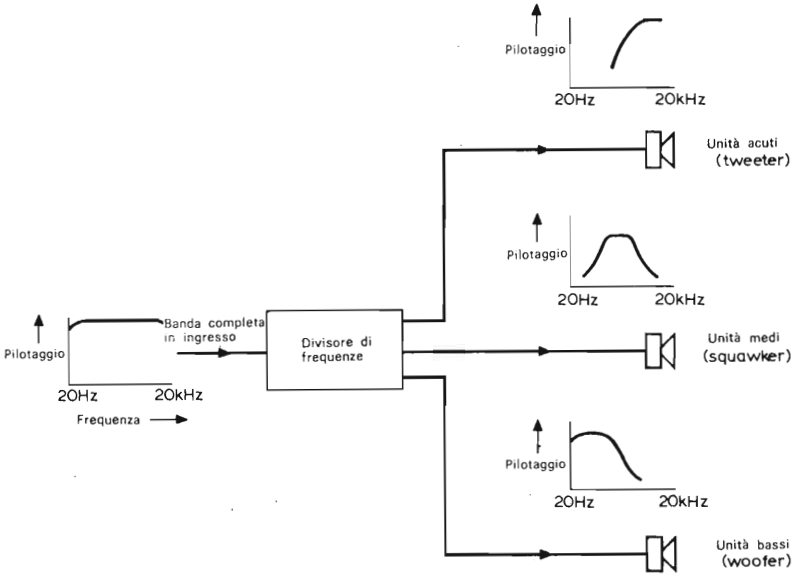 Pilotaggio
20Hz
20kHz
Unità acuti
(tweeter)
Pilotaggio
20Hz
20kHz
Banda completa
in ingresso
Pilotaggio
20Hz
20kHz
Frequenza
Divisore di
frequenze
Unità medi
(squawker)
Pilotaggio
20Hz
20kHz
Unità bassi
(woofer)